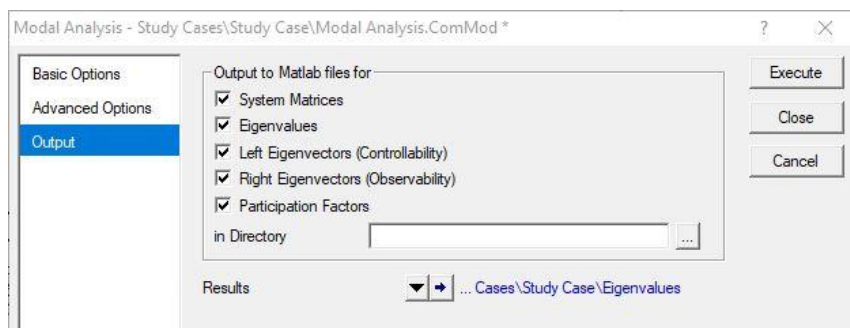 Modal Analysis - Study Cases\Study Case\Modal Analysis.ComMod *
?
Basic Options
Advanced Options
Output
Output to Matlab files for
System Matrices
Eigenvalues
Left Eigenvectors (Controllability)
Right Eigenvectors (Observability)
Participation Factors
in Directory
...
Results
... Cases\Study Case\Eigenvalues
Execute
Close
Cancel